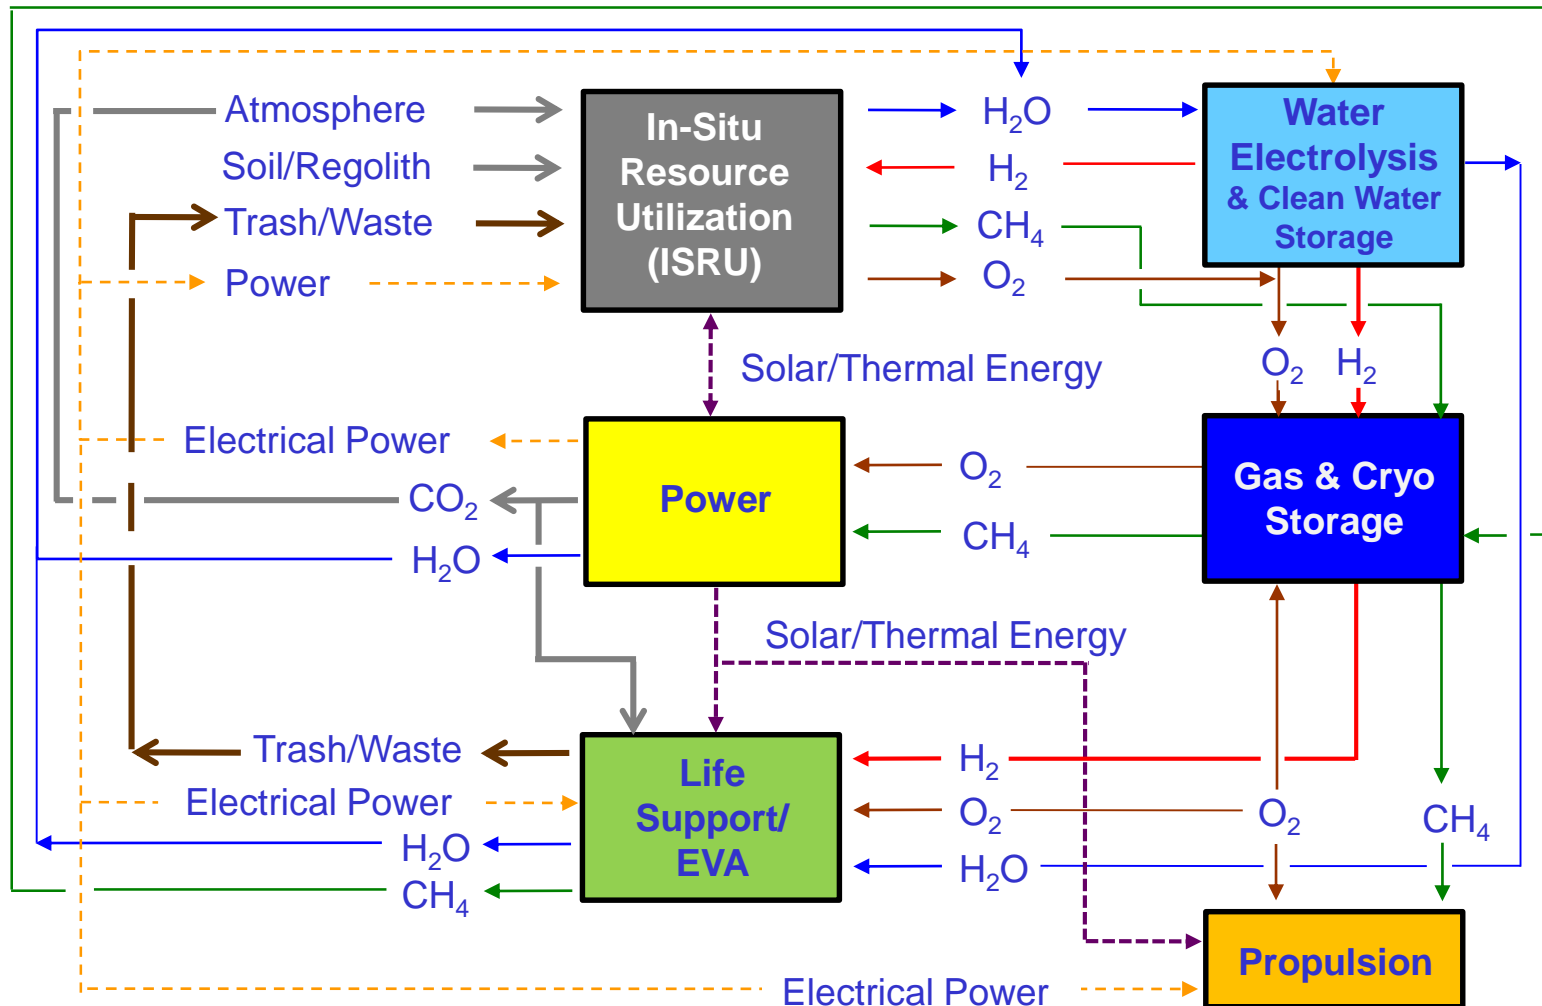 Atmosphere
Soil/Regolith
Trash/Waste
Power
In-Situ
Resource
Utilization
(ISRU)
H₂O
H₂
CH₄
O₂
Water
Electrolysis
& Clean Water
Storage
Solar/Thermal Energy
O₂
H₂
Electrical Power
CO₂
H₂O
Power
O₂
CH₄
Gas & Cryo
Storage
Solar/Thermal Energy
Trash/Waste
Electrical Power
H₂O
CH₄
Life
Support/
EVA
H₂
O₂
H₂O
O₂
CH₄
Propulsion
Electrical Power